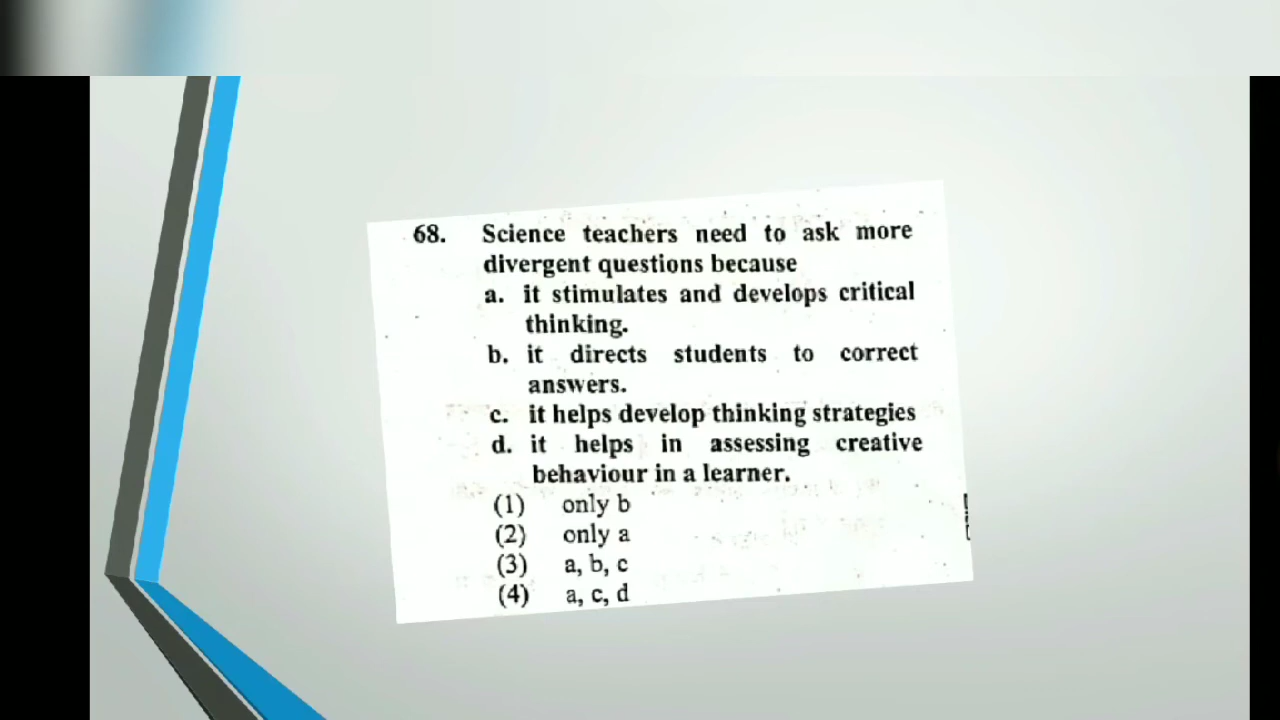 68. Science teachers need to ask more
divergent questions because
a. it stimulates and develops critical
thinking.
b. it directs students to correct
answers.
c. it helps develop thinking strategies
d. it helps in assessing creative
behaviour in a learner.
(1) only b
(2) only a
(3) a, b, c
(4) a, c, d